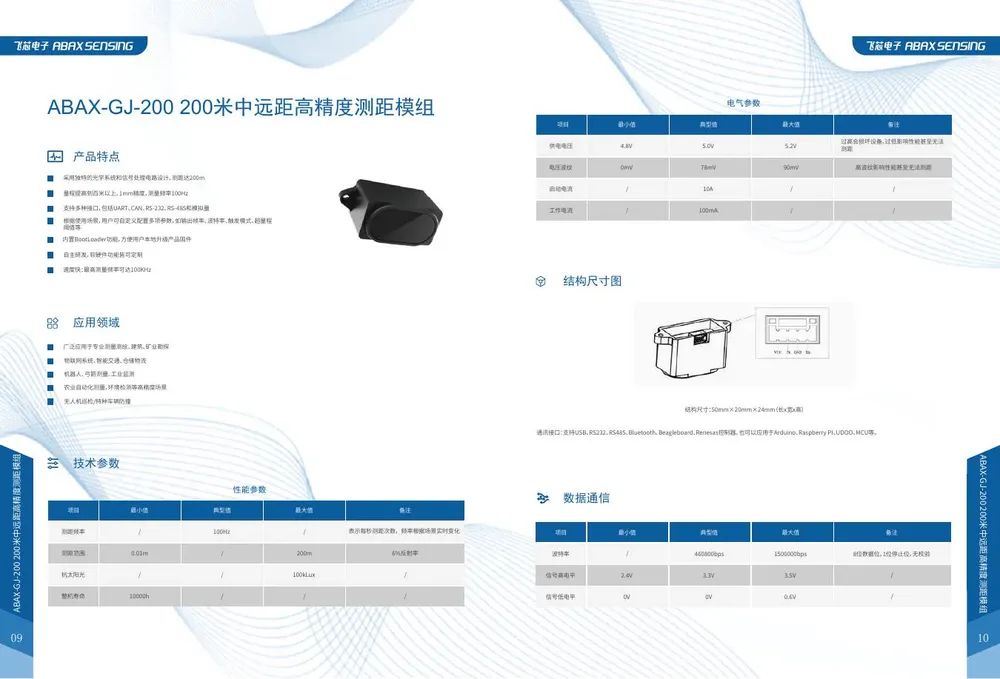 飞芯电子 ABAX SENSING
ABAX-GJ-200 200米中远距高精度测距模组
产品特点
采用独特的光学系统和信号处理电路设计，测距达200m
量程提高到百米以上，1mm精度，测量频率100Hz
支持多种接口，包括UART、CAN、RS-232、RS-485和模拟量
根据使用场景，用户可自定义配置多项参数，如输出频率、波特率、触发模式、超量程
阈值等
内置BootLoader功能，方便用户本地升级产品固件
自主研发，软硬件功能皆可定制
速度快：最高测量频率可达100KHz
应用领域
广泛应用于专业测量测绘、建筑、矿业勘探
物联网系统、智能交通、仓储物流
机器人、弓箭测量、工业监测
农业自动化测量、环境检测等高精度场景
无人机巡检/特种车辆防撞
技术参数
性能参数
项目 最小值 典型值 最大值 备注
测距频率 / 100Hz / 表示每秒测距次数，频率根据场景实时变化
测距范围 0.01m / 200m 6%反射率
抗太阳光 / / 100kLux /
整机寿命 10000h / / /
ABAX-GJ-200 200米中远距高精度测距模组
09
飞芯电子 ABAX SENSING
电气参数
项目 最小值 典型值 最大值 备注
供电电压 4.8V 5.0V 5.2V 过高会损坏设备，过低影响性能甚至无法
测距
电压波纹 0mV 78mV 90mV 高波纹影响性能甚至无法测距
启动电流 / 10A / /
工作电流 / 100mA / /
结构尺寸图
结构尺寸：50mm×20mm×24mm（长x宽x高）
通讯接口：支持USB、RS232、RS485、Bluetooth、Beagleboard、Renesas控制器，也可以应用于Arduino、Raspberry PI、UDOO、MCU等。
数据通信
项目 最小值 典型值 最大值 备注
波特率 / 460800bps 1500000bps 8位数据位，1位停止位，无校验
信号高电平 2.4V 3.3V 3.5V /
信号低电平 0V 0V 0.6V /
ABAX-GJ-200 200米中远距高精度测距模组
10